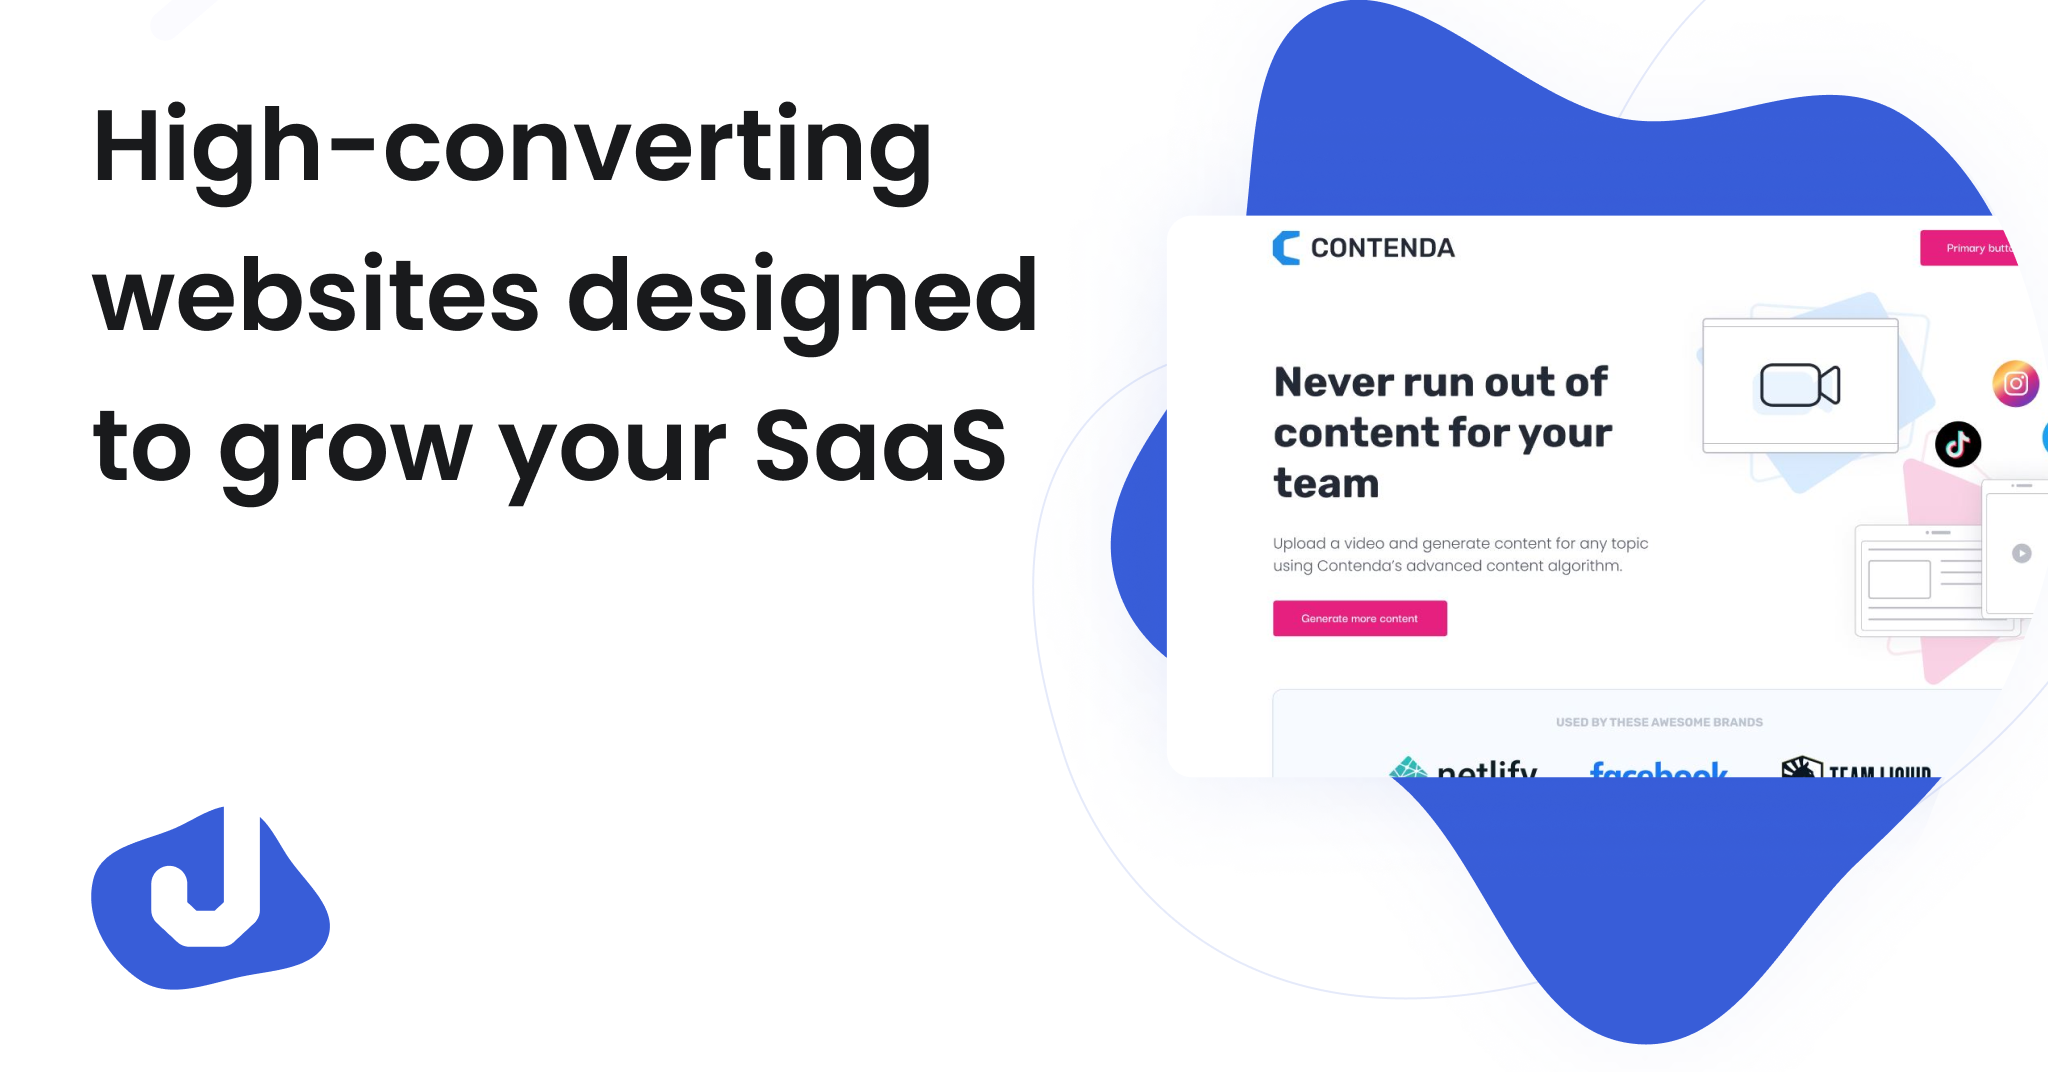 High-converting
websites designed
to grow your SaaS
CONTENDA
Primary butto
Never run out of
content for your
team
Upload a video and generate content for any topic
using Contenda's advanced content algorithm.
Generate more content
USED BY THESE AWESOME BRANDS
netlify
facebook
TEAM LIQUID